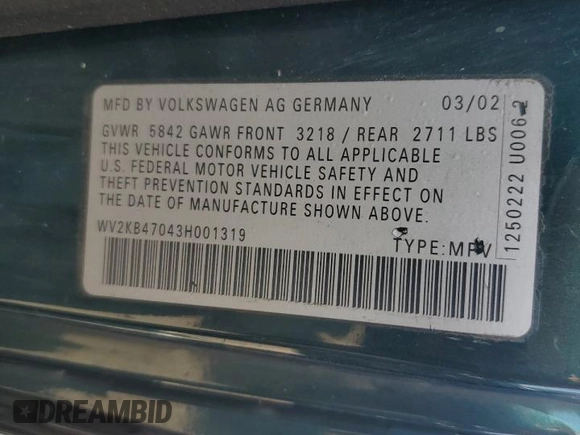 MFD BY VOLKSWAGEN AG GERMANY 03/02
GVWR 5842 GAWR FRONT 3218 / REAR 2711 LBS
THIS VEHICLE CONFORMS TO ALL APPLICABLE
U.S. FEDERAL MOTOR VEHICLE SAFETY AND
THEFT PREVENTION STANDARDS IN EFFECT ON
THE DATE OF MANUFACTURE SHOWN ABOVE.
WV2KB47043H001319 TYPE:MPV
1250222 U006.2
DREAMBID